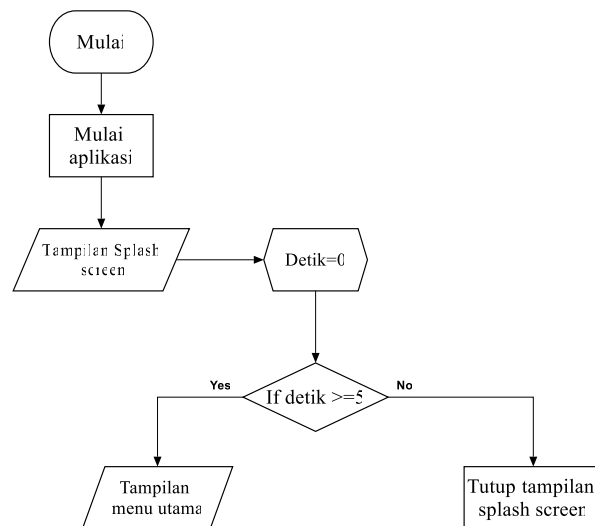 Mulai
Mulai
aplikasi
Tampilan Splash
screen
Detik=0
If detik >=5
Yes
No
Tampilan
menu utama
Tutup tampilan
splash screen